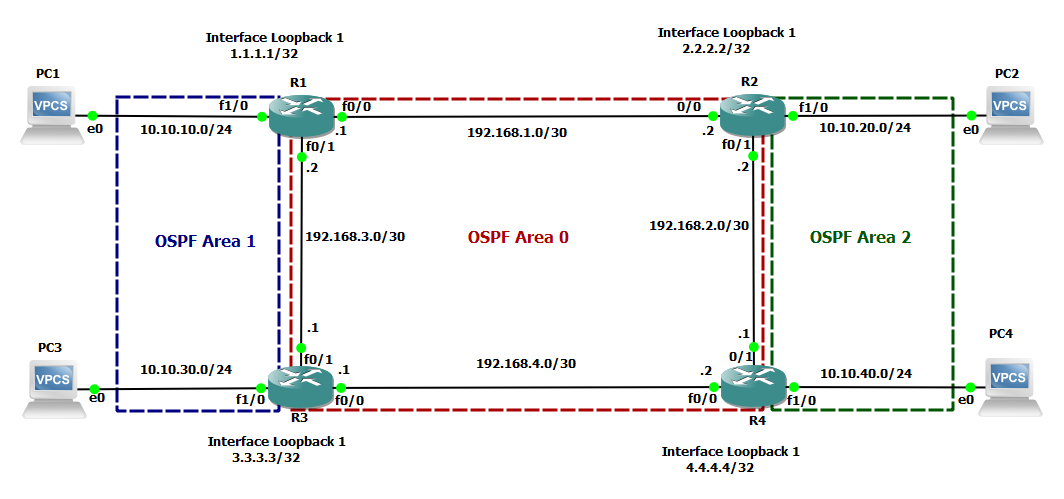 Interface Loopback 1
1.1.1.1/32
Interface Loopback 1
2.2.2.2/32
PC1
R1
R2
PC2
VPCS
f1/0
f0/0
0/0
f1/0
VPCS
e0
10.10.10.0/24
.1
192.168.1.0/30
.2
10.10.20.0/24
e0
f0/1
f0/1
.2
.2
OSPF Area 1
192.168.3.0/30
OSPF Area 0
192.168.2.0/30
OSPF Area 2
.1
.1
PC3
f0/1
0/1
PC4
VPCS
10.10.30.0/24
.1
192.168.4.0/30
.2
10.10.40.0/24
VPCS
e0
f1/0
f0/0
f0/0
f1/0
e0
R3
R4
Interface Loopback 1
3.3.3.3/32
Interface Loopback 1
4.4.4.4/32